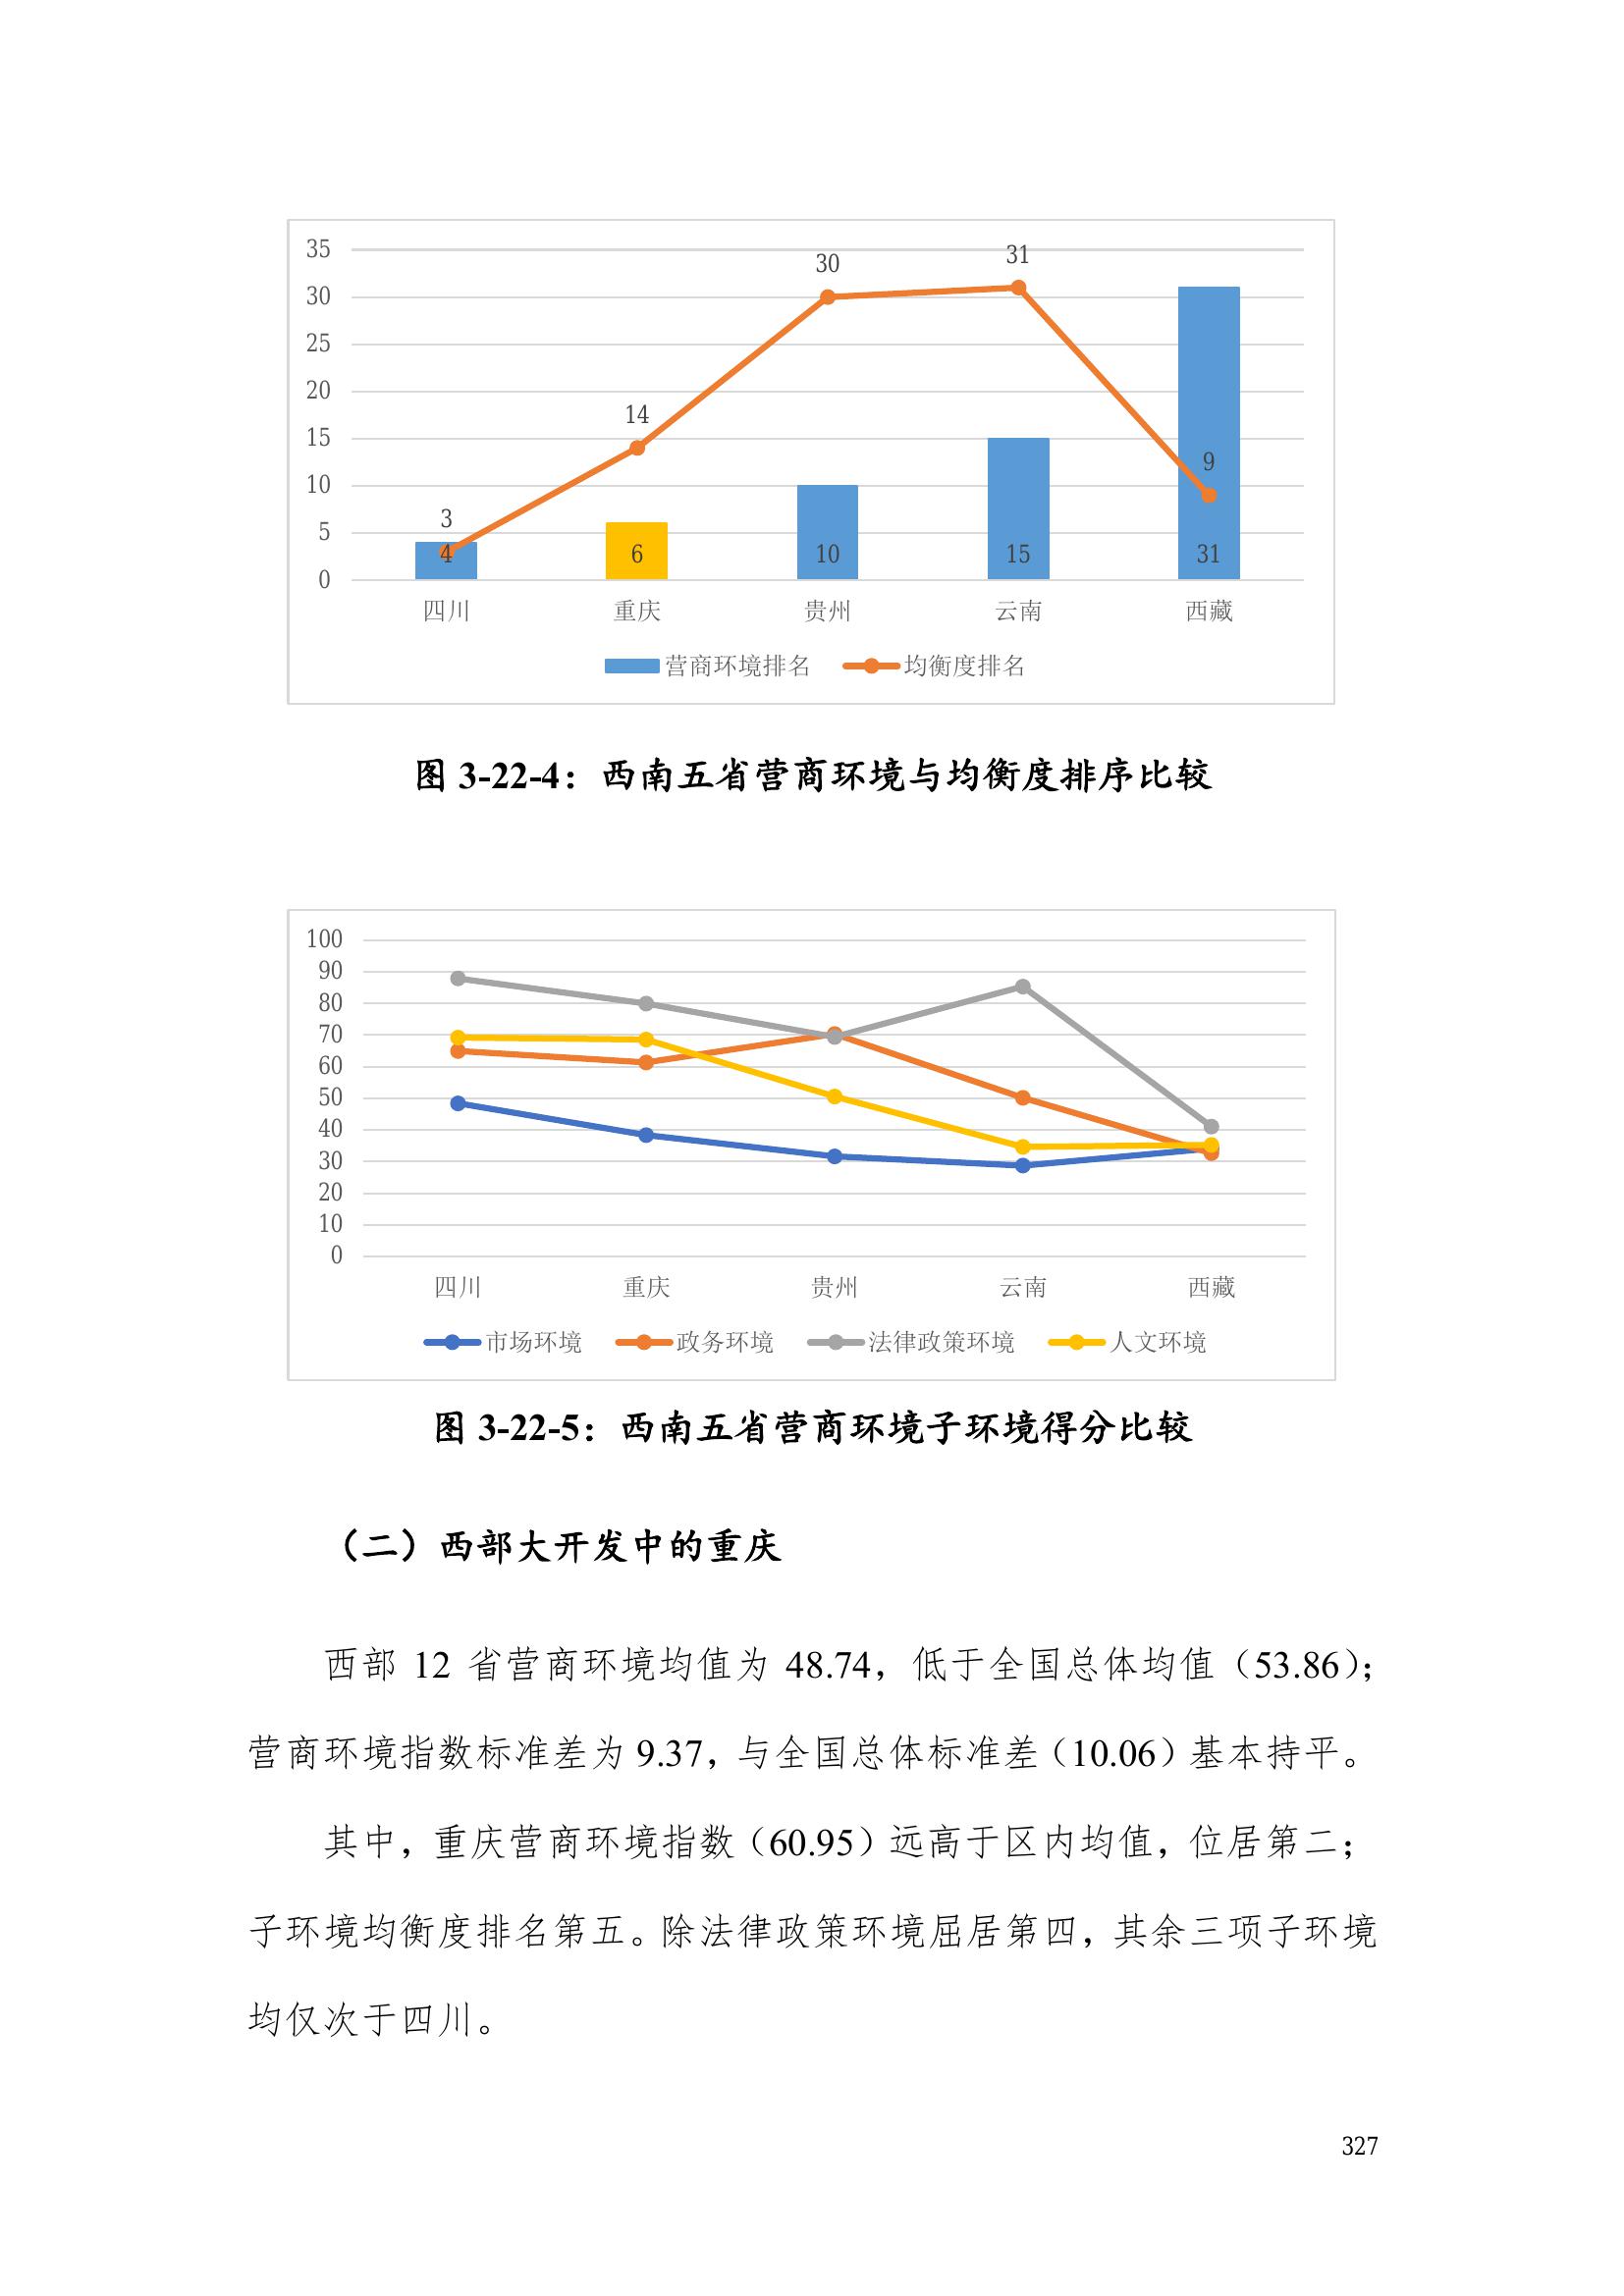 35
30
25
20
15
10
5
0
3
14
30
31
9
4
6
10
15
31
四川 重庆 贵州 云南 西藏
营商环境排名 均衡度排名
图 3-22-4：西南五省营商环境与均衡度排序比较
100
90
80
70
60
50
40
30
20
10
0
四川 重庆 贵州 云南 西藏
市场环境 政务环境 法律政策环境 人文环境
图 3-22-5：西南五省营商环境子环境得分比较
（二）西部大开发中的重庆
西部 12 省营商环境均值为 48.74，低于全国总体均值（53.86）；
营商环境指数标准差为 9.37，与全国总体标准差（10.06）基本持平。
其中，重庆营商环境指数（60.95）远高于区内均值，位居第二；
子环境均衡度排名第五。除法律政策环境屈居第四，其余三项子环境
均仅次于四川。
327